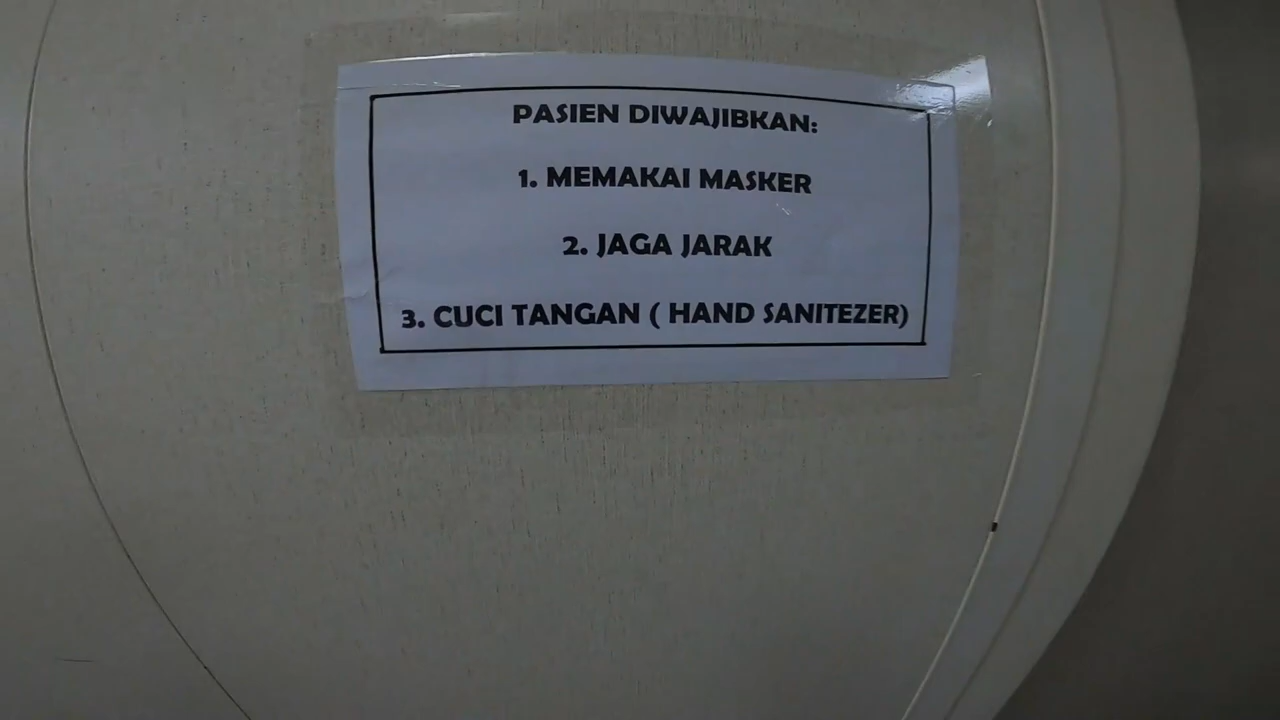 PASIEN DIWAJIBKAN:
1. MEMAKAI MASKER
2. JAGA JARAK
3. CUCI TANGAN ( HAND SANITEZER)